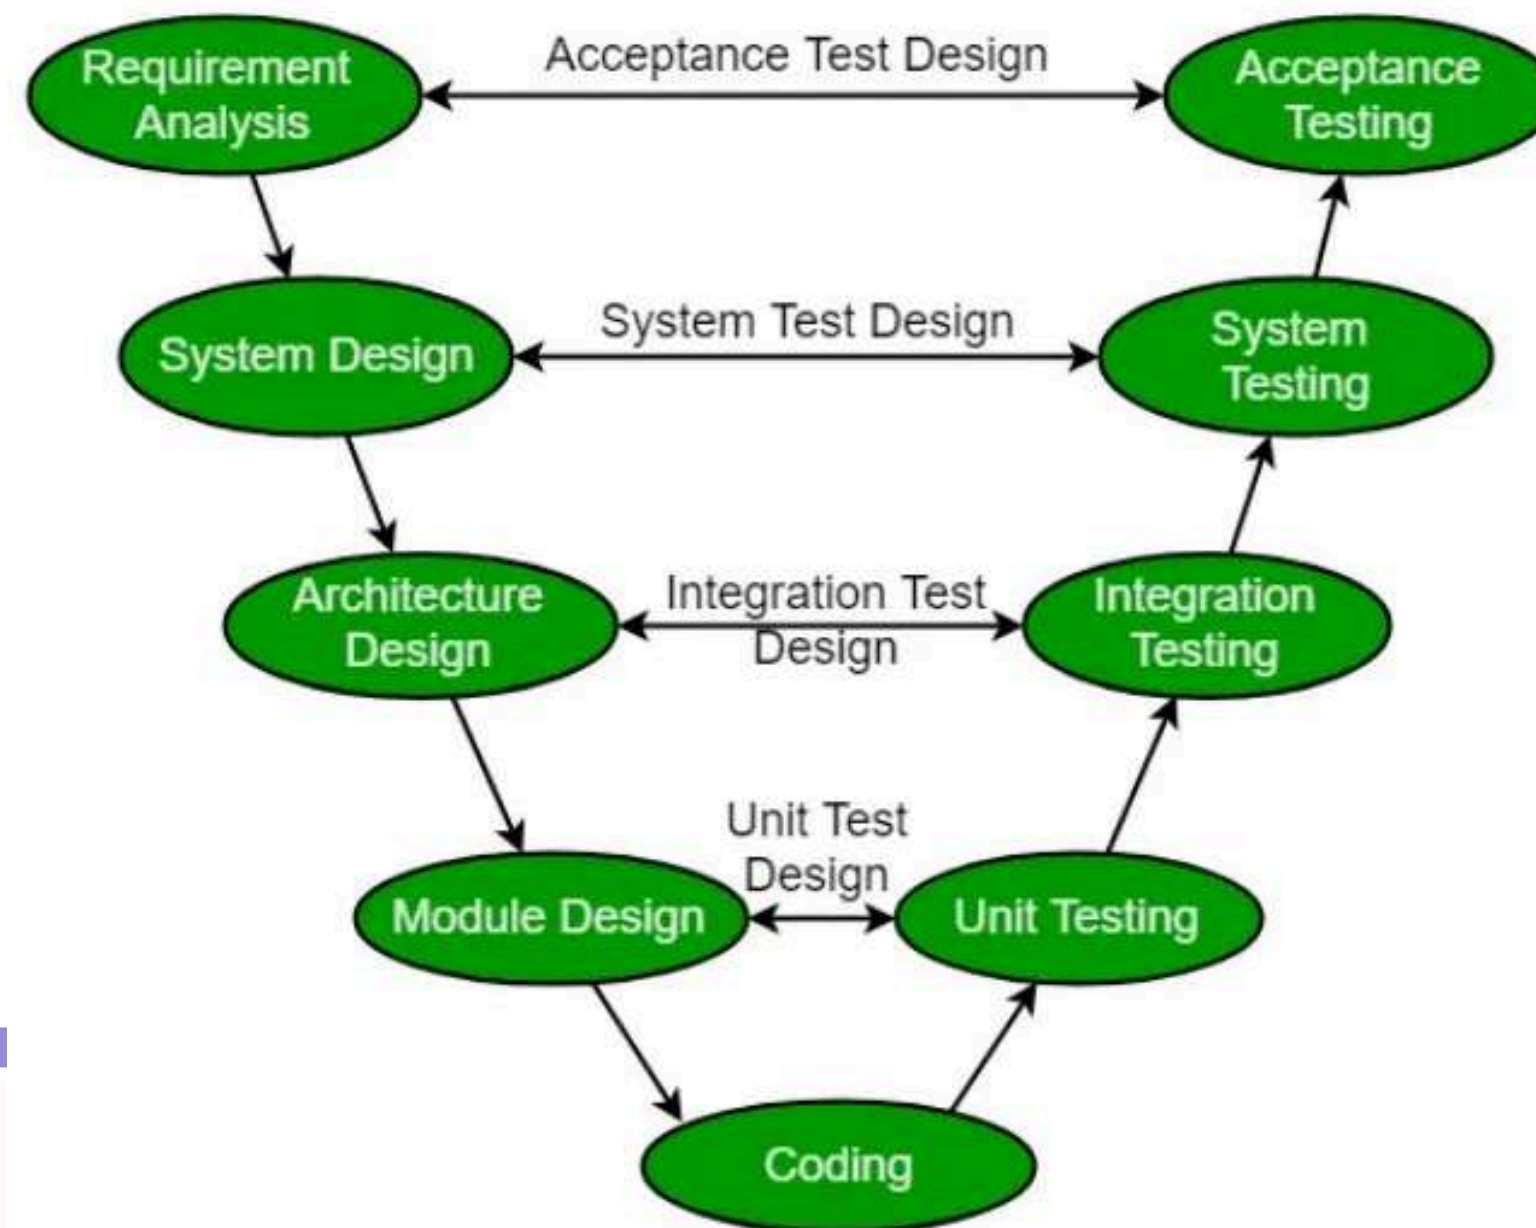 Requirement
Analysis
Acceptance Test Design
Acceptance
Testing
System Design
System Test Design
System
Testing
Architecture
Design
Integration Test
Design
Integration
Testing
Module Design
Unit Test
Design
Unit Testing
Coding